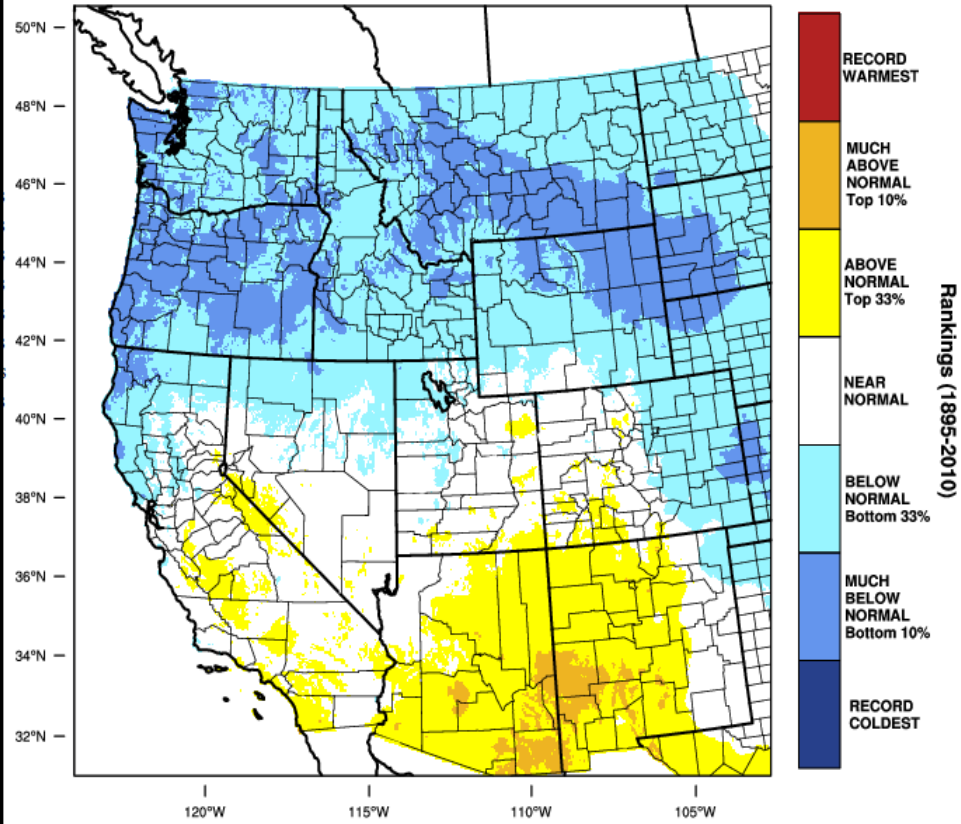 50°N
48°N
46°N
44°N
42°N
40°N
38°N
36°N
34°N
32°N
120°W
115°W
110°W
105°W
RECORD
WARMEST
MUCH
ABOVE
NORMAL
Top 10%
ABOVE
NORMAL
Top 33%
NEAR
NORMAL
BELOW
NORMAL
Bottom 33%
MUCH
BELOW
NORMAL
Bottom 10%
RECORD
COLDEST
Rankings (1895-2010)